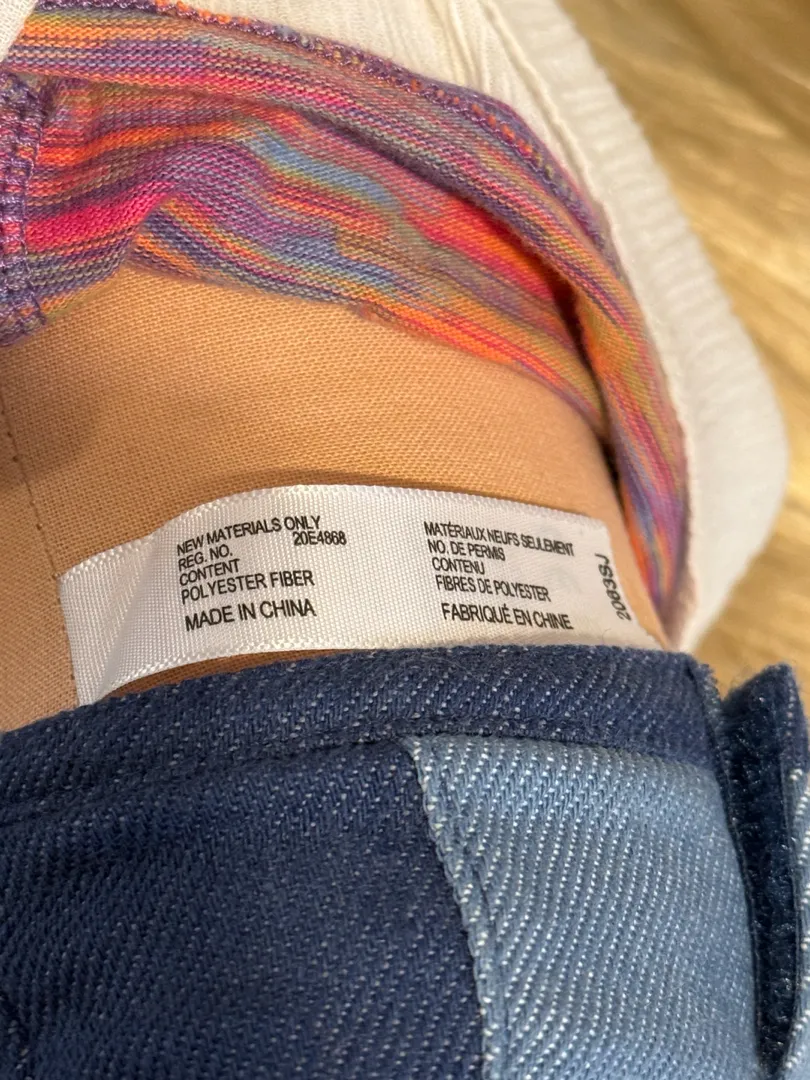 NEW MATERIALS ONLY
REG. NO. 20E4868
CONTENT
POLYESTER FIBER
MADE IN CHINA
MATÉRIAUX NEUFS SEULEMENT
NO. DE PERMIS
CONTENU
FIBRES DE POLYESTER
FABRIQUÉ EN CHINE
2063SJ